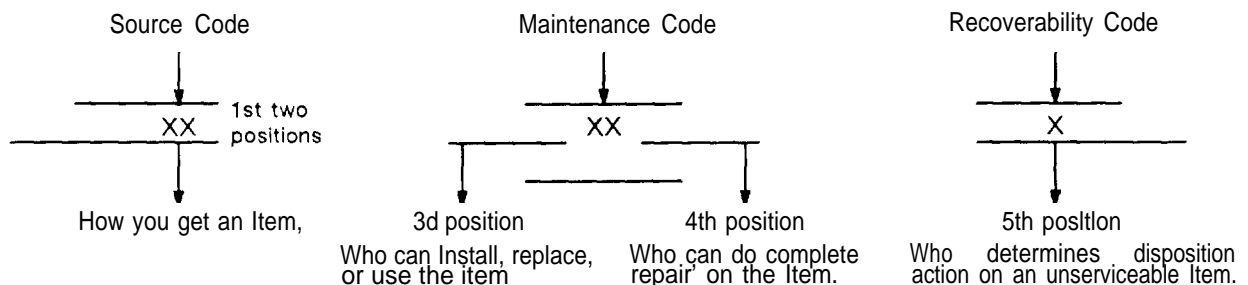 Source Code
Maintenance Code
Recoverability Code
1st two
positions
XX
XX
X
How you get an Item,
3d position
4th position
5th posltlon
Who can Install, replace,
or use the item
Who can do complete
repair' on the Item.
Who determines disposition
action on an unserviceable Item.